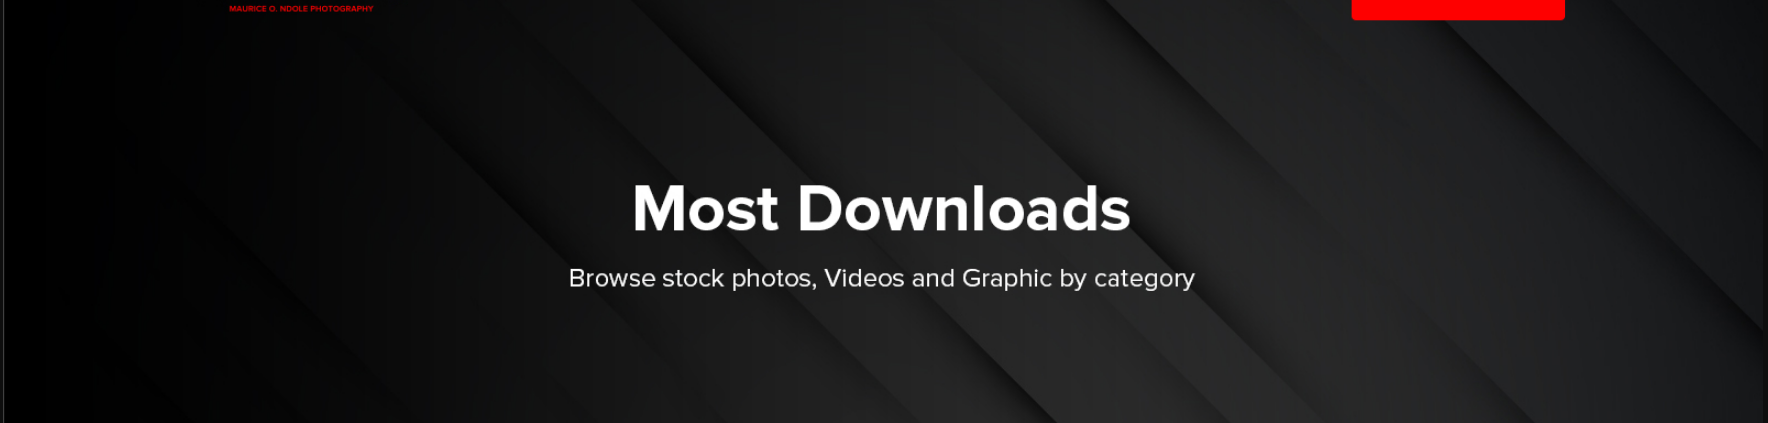 MAURICE O. NDOLE PHOTOGRAPHY
Most Downloads
Browse stock photos, Videos and Graphic by category